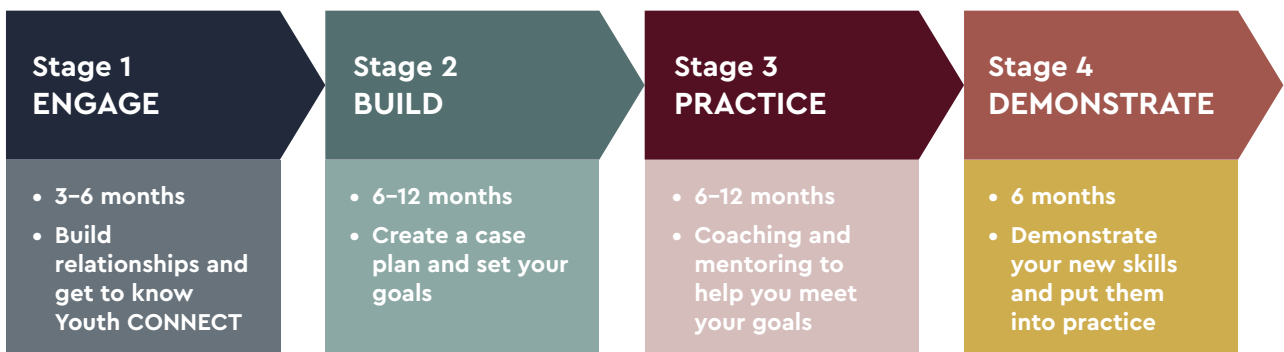 Stage 1
ENGAGE
• 3–6 months
• Build
relationships and
get to know
Youth CONNECT
Stage 2
BUILD
• 6–12 months
• Create a case
plan and set your
goals
Stage 3
PRACTICE
• 6–12 months
• Coaching and
mentoring to
help you meet
your goals
Stage 4
DEMONSTRATE
• 6 months
• Demonstrate
your new skills
and put them
into practice